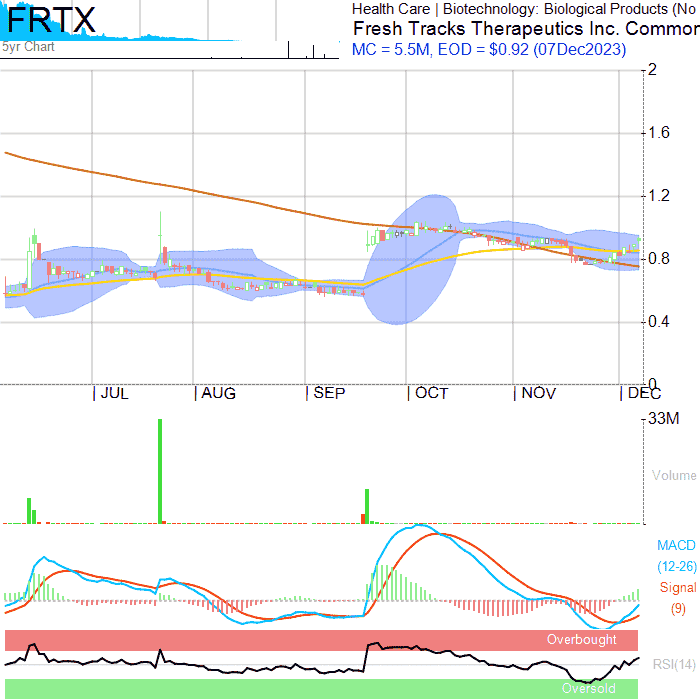 FRTX
5yr Chart
Health Care | Biotechnology: Biological Products (No
Fresh Tracks Therapeutics Inc. Common
MC = 5.5M, EOD = $0.92 (07Dec2023)
2
1.6
1.2
0.8
0.4
0
JUL AUG SEP OCT NOV DEC
33M
Volume
MACD
(12-26)
Signal
(9)
Overbought
RSI(14)
Oversold